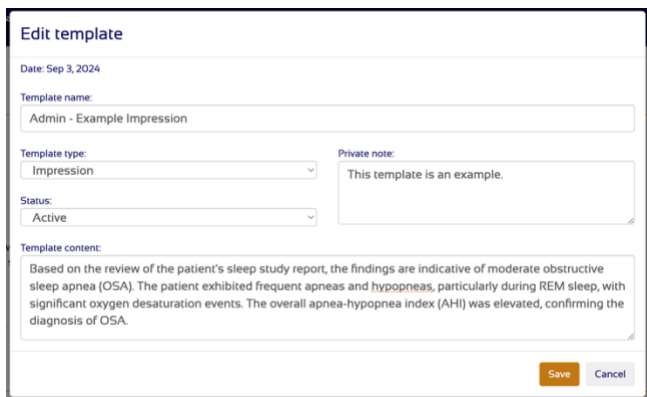 Edit template
Date: Sep 3, 2024
Template name:
Admin - Example Impression
Template type:
Impression
Private note:
This template is an example.
Status:
Active
Template content:
Based on the review of the patient's sleep study report, the findings are indicative of moderate obstructive
sleep apnea (OSA). The patient exhibited frequent apneas and hypopneas, particularly during REM sleep, with
significant oxygen desaturation events. The overall apnea-hypopnea index (AHI) was elevated, confirming the
diagnosis of OSA.
Save
Cancel